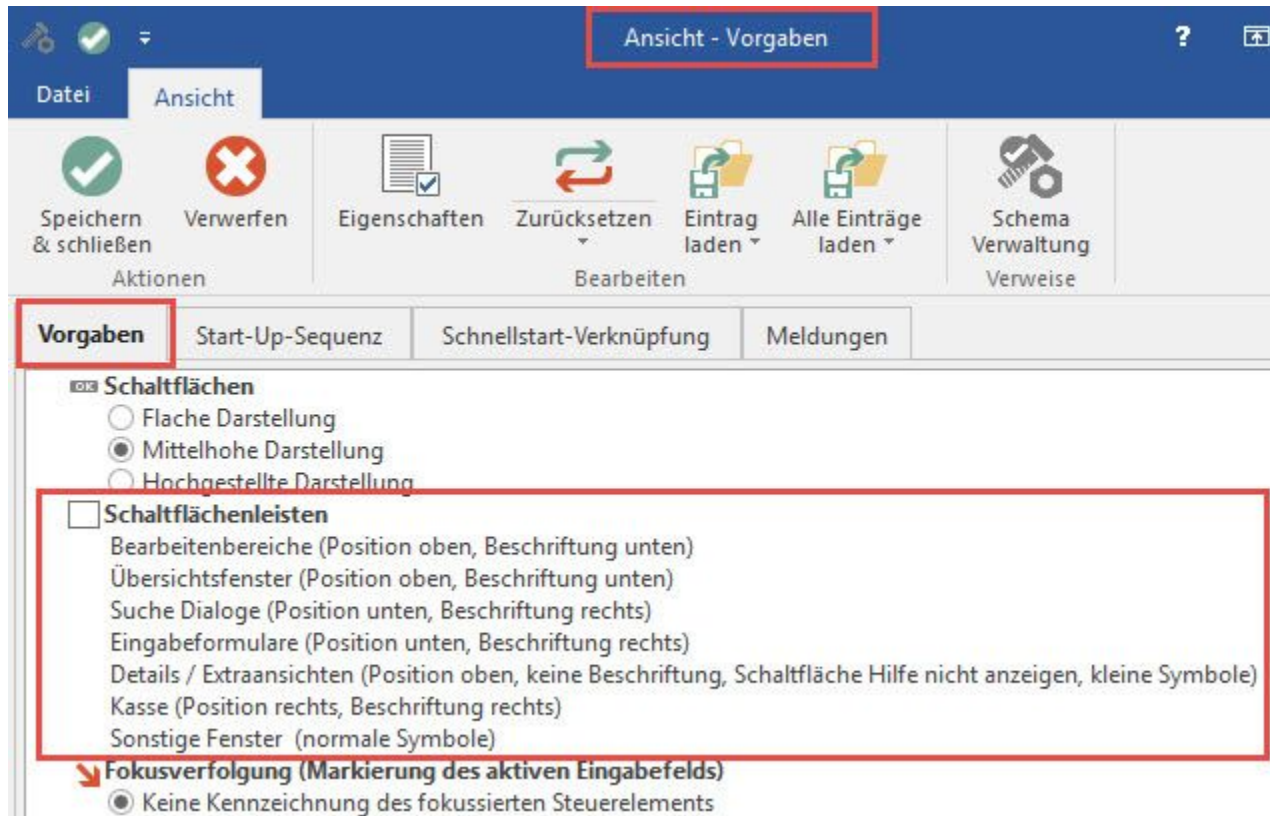 Ansicht - Vorgaben
?
Datei Ansicht
Speichern & schließen
Verwerfen
Eigenschaften
Zurücksetzen
Eintrag laden
Alle Einträge laden
Schema Verwaltung
Aktionen Bearbeiten Verweise
Vorgaben Start-Up-Sequenz Schnellstart-Verknüpfung Meldungen
OK Schaltflächen
Flache Darstellung
Mittelhohe Darstellung
Hochgestellte Darstellung
Schaltflächenleisten
Bearbeitenbereiche (Position oben, Beschriftung unten)
Übersichtsfenster (Position oben, Beschriftung unten)
Suche Dialoge (Position unten, Beschriftung rechts)
Eingabeformulare (Position unten, Beschriftung rechts)
Details / Extraansichten (Position oben, keine Beschriftung, Schaltfläche Hilfe nicht anzeigen, kleine Symbole)
Kasse (Position rechts, Beschriftung rechts)
Sonstige Fenster (normale Symbole)
Fokusverfolgung (Markierung des aktiven Eingabefelds)
Keine Kennzeichnung des fokussierten Steuerelements